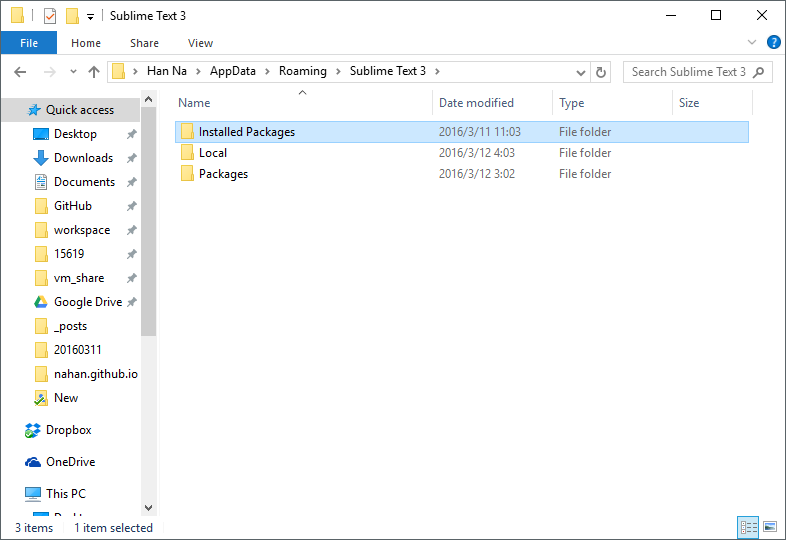 Sublime Text 3
File Home Share View
Han Na AppData Roaming Sublime Text 3 Search Sublime Text 3
Name Date modified Type Size
Quick access
Desktop
Downloads
Documents
GitHub
workspace
15619
vm_share
Google Drive
_posts
20160311
nahan.github.io
New
Dropbox
OneDrive
This PC
Installed Packages 2016/3/11 11:03 File folder
Local 2016/3/12 4:03 File folder
Packages 2016/3/12 3:02 File folder
3 items 1 item selected